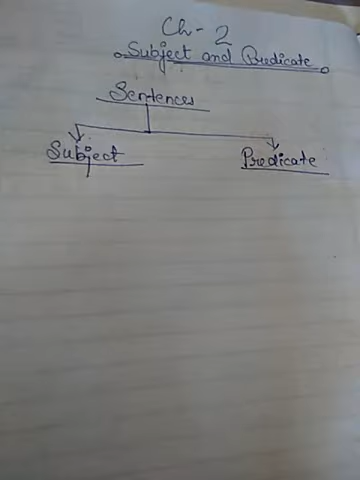 Ch- 2
Subject and Predicate
Sentences
Subject
Predicate